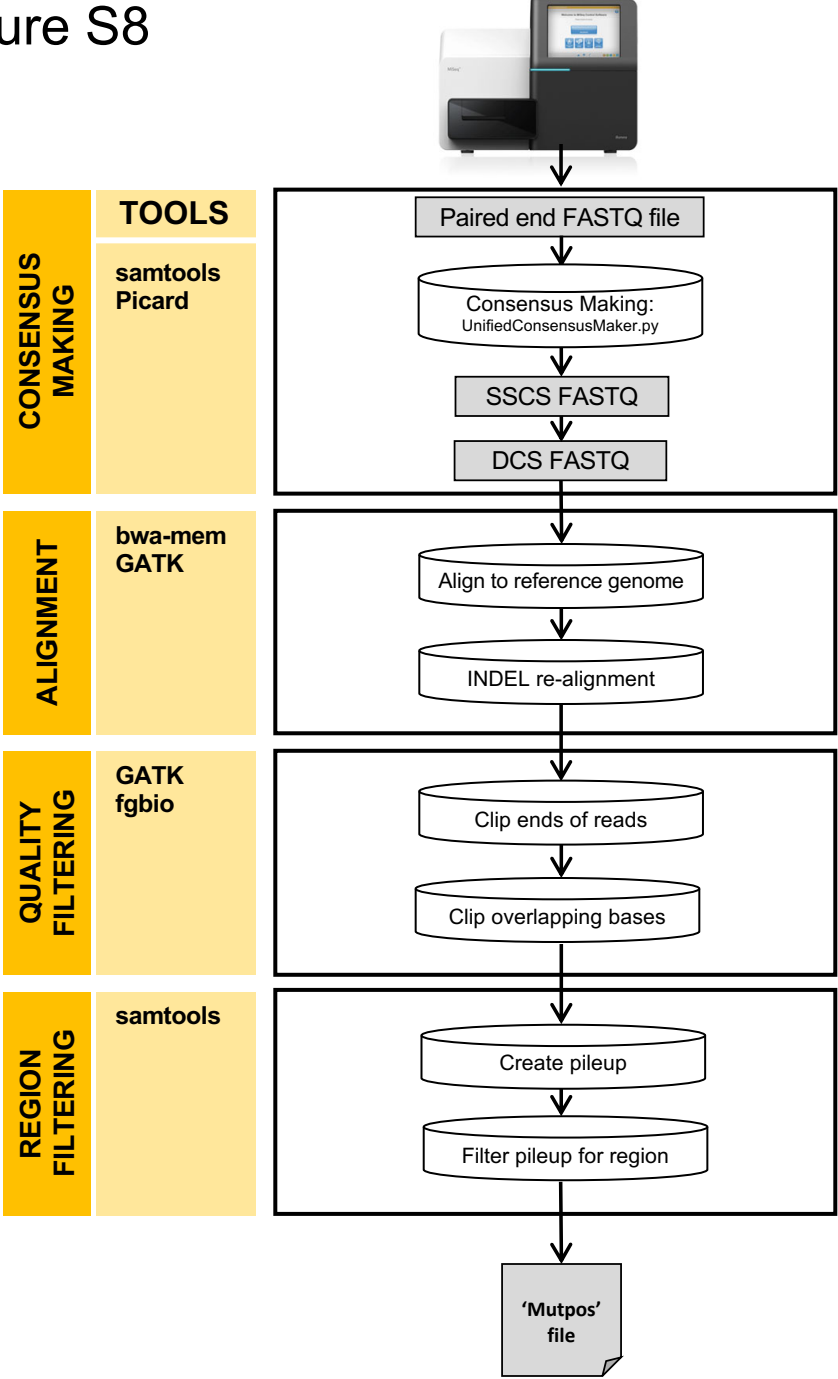 ure S8
TOOLS
CONSENSUS
MAKING
samtools
Picard
Paired end FASTQ file
Consensus Making:
UnifiedConsensusMaker.py
SSCS FASTQ
DCS FASTQ
ALIGNMENT
bwa-mem
GATK
Align to reference genome
INDEL re-alignment
QUALITY
FILTERING
GATK
fgbio
Clip ends of reads
Clip overlapping bases
REGION
FILTERING
samtools
Create pileup
Filter pileup for region
‘Mutpos’
file